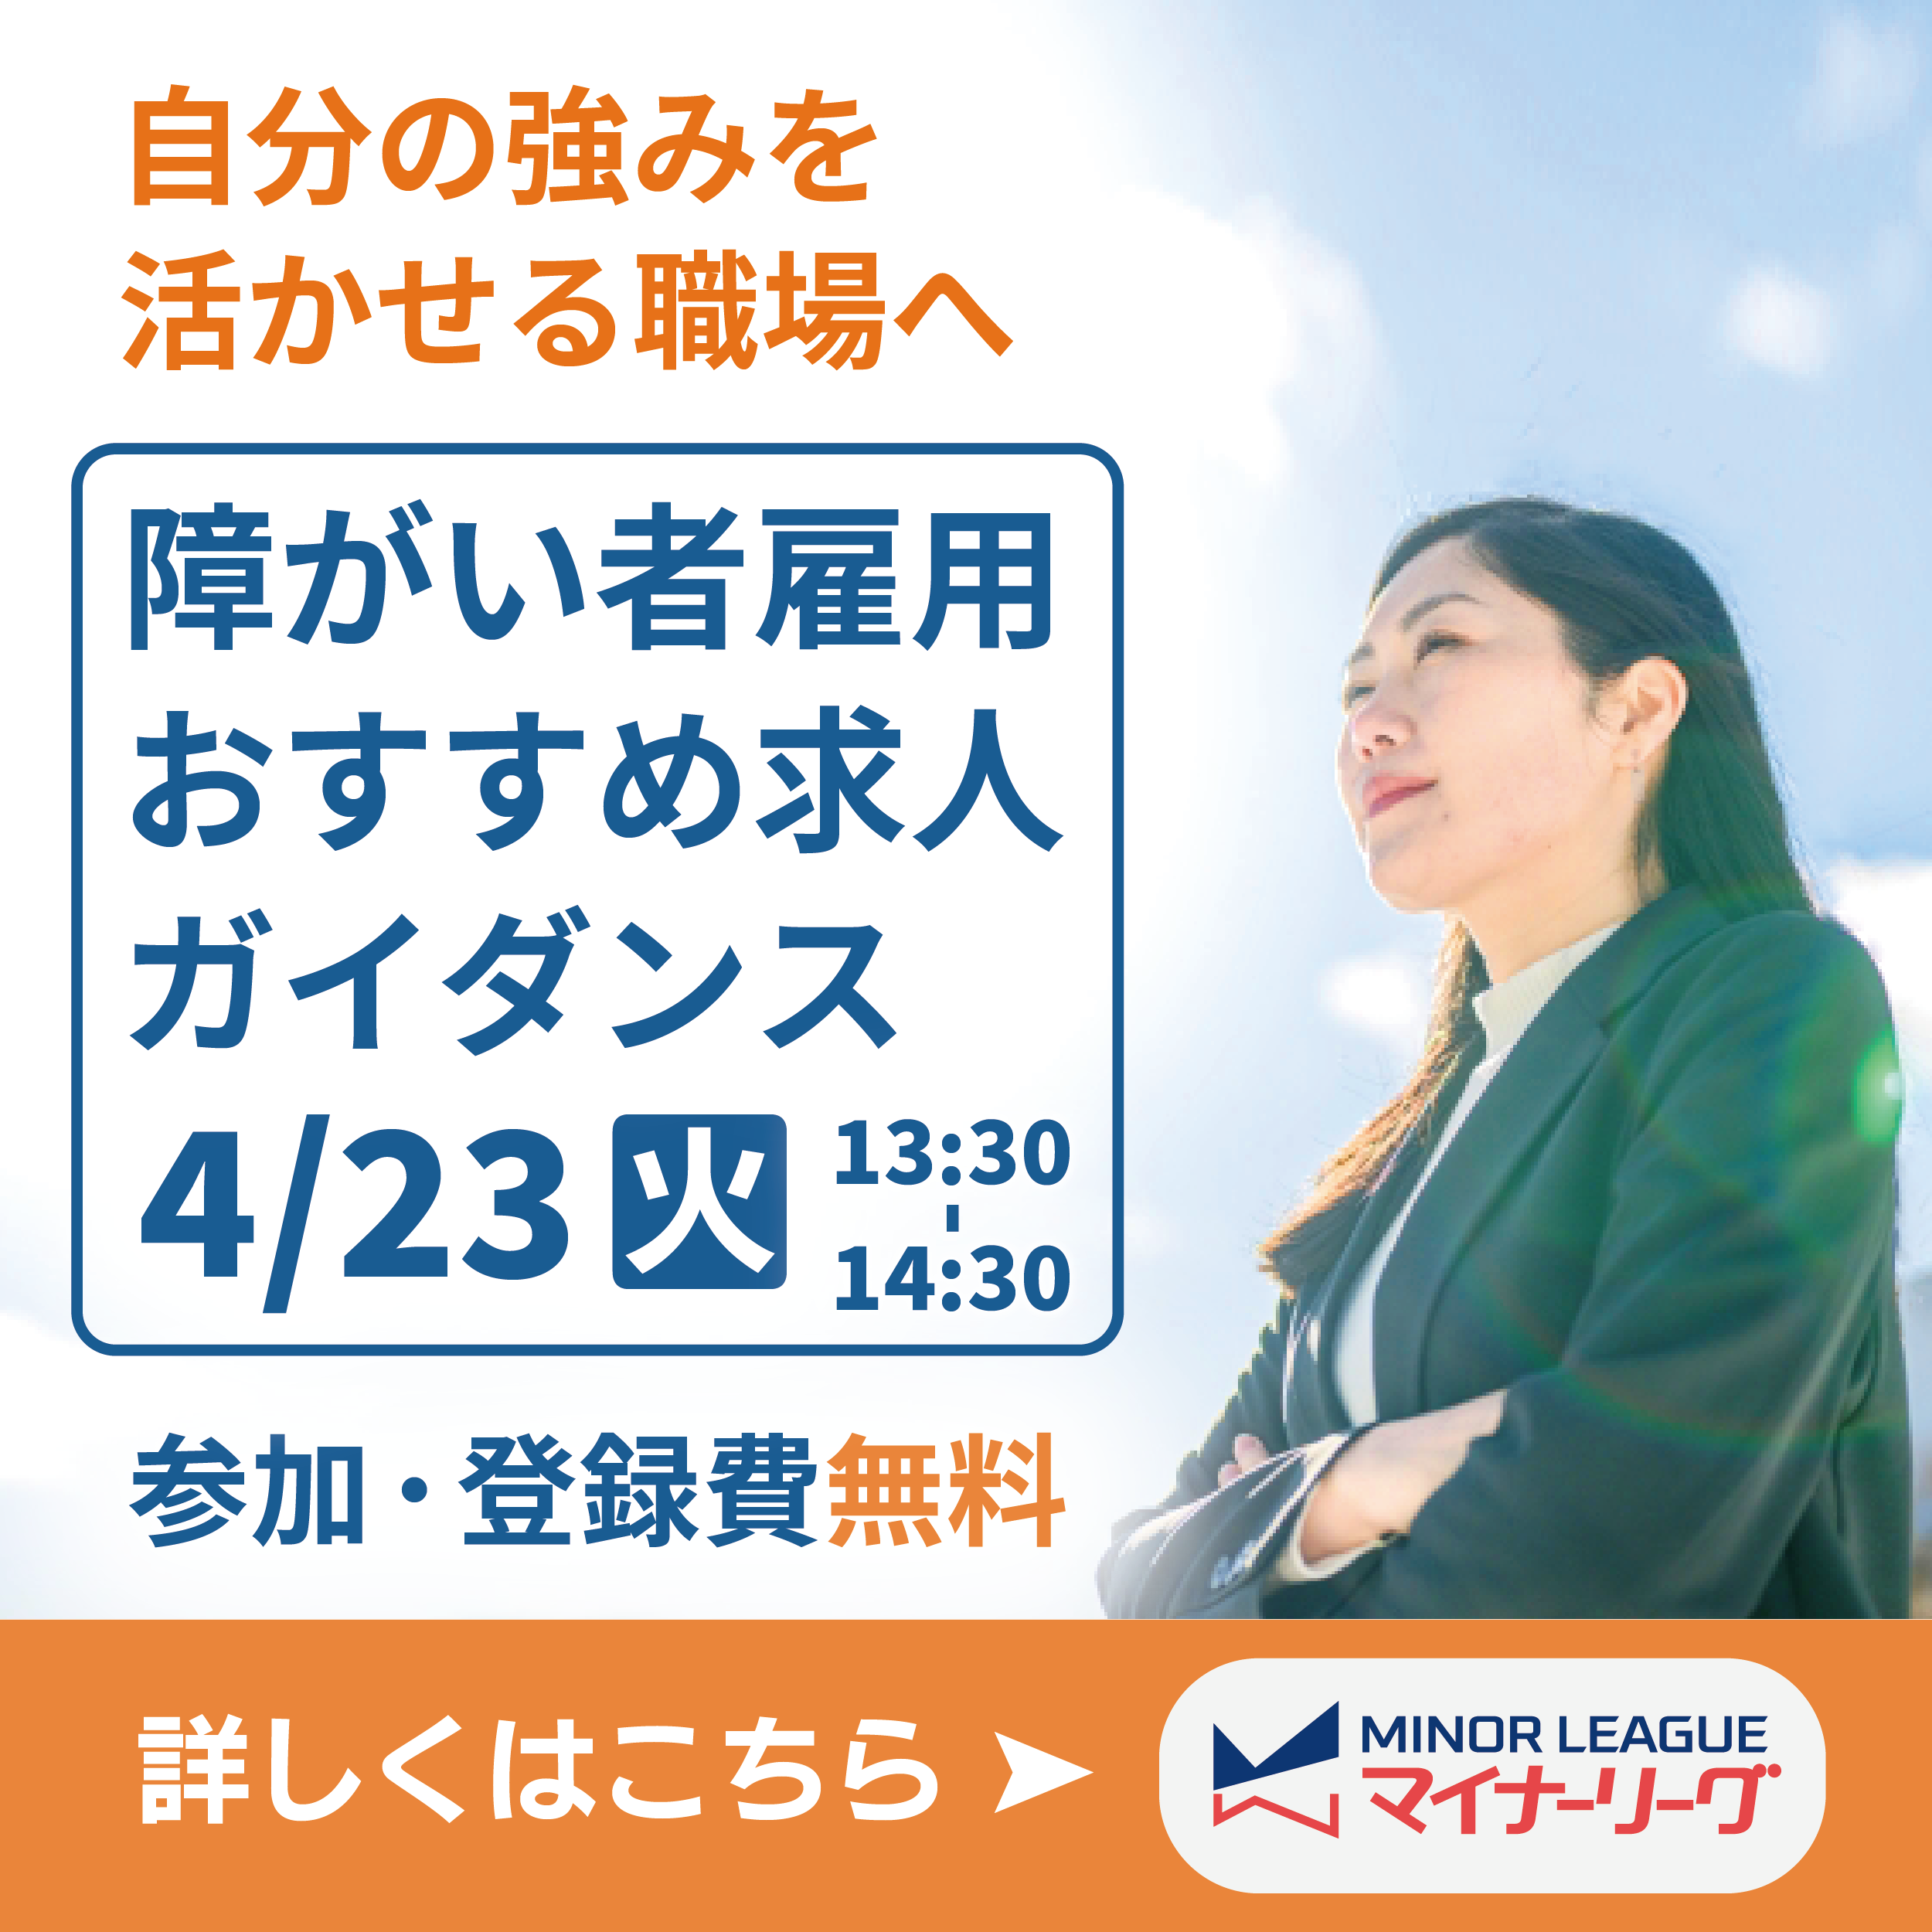 自分の強みを
活かせる職場へ
障がい者雇用
おすすめ求人
ガイダンス
4/23 火 13:30
-
14:30
参加・登録費無料
詳しくはこちら ➤
MINOR LEAGUE
マイナーリーグ